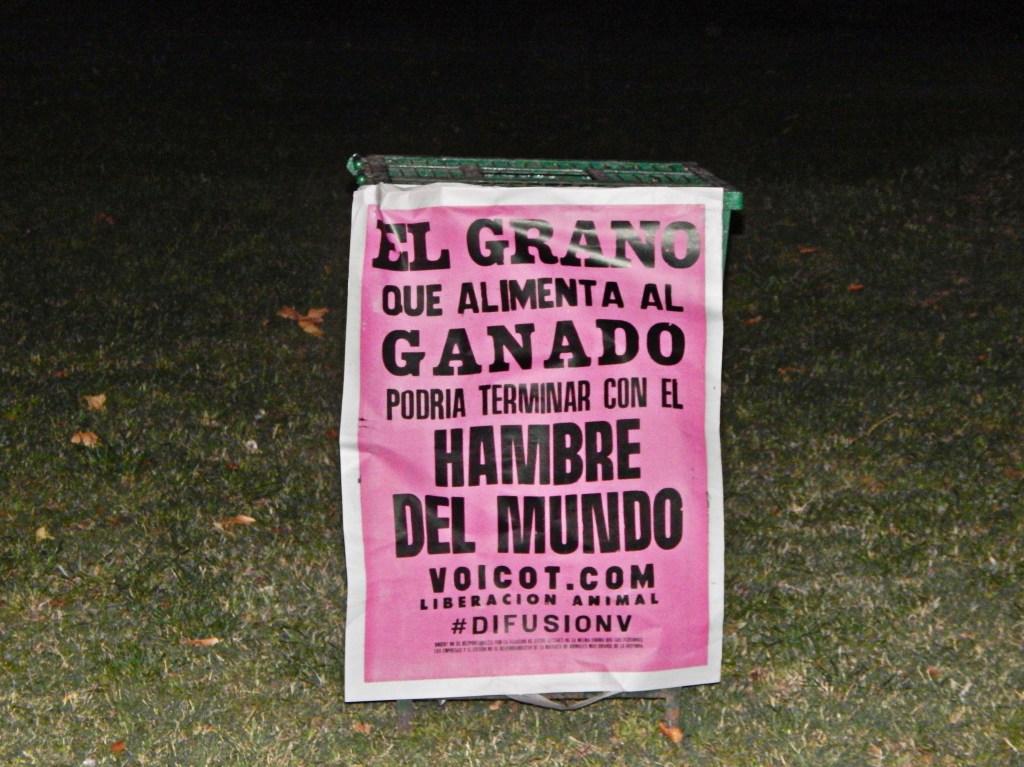 EL GRANO
QUE ALIMENTA AL
GANADO
PODRIA TERMINAR CON EL
HAMBRE
DEL MUNDO
VOICOT.COM
LIBERACION ANIMAL
#DIFUSIONV